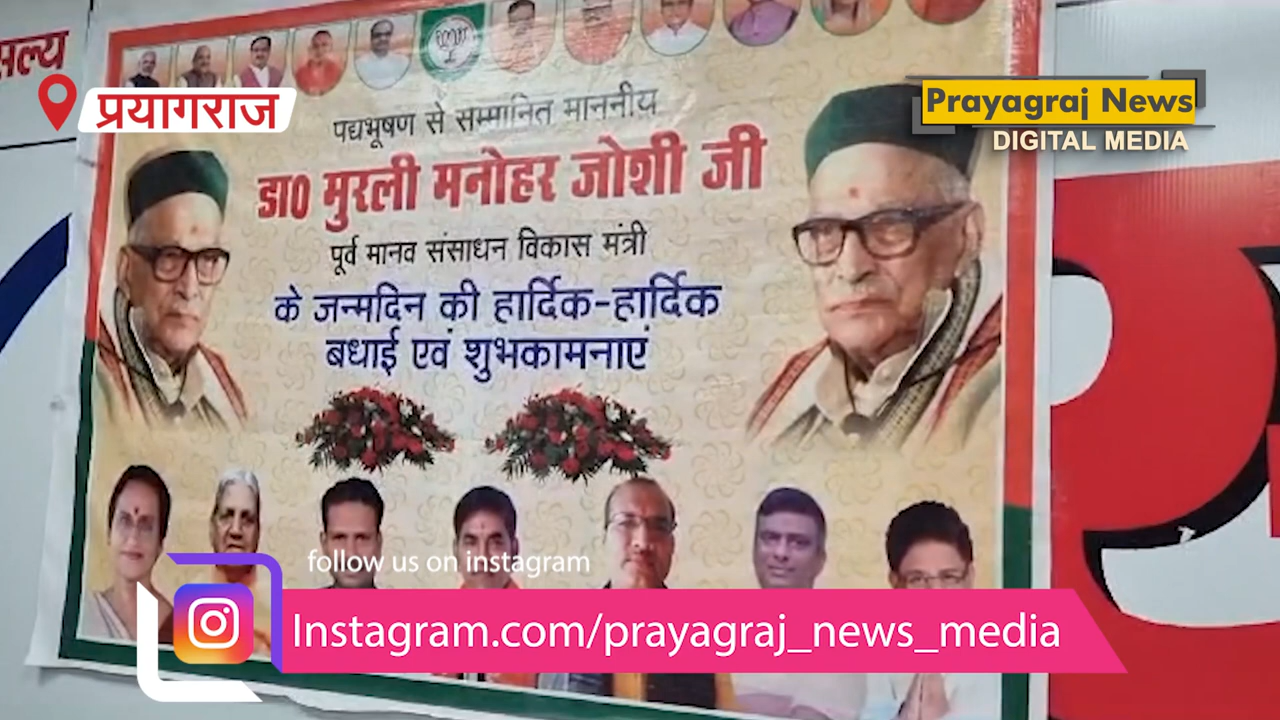 सल्य
प्रयागराज
Prayagraj News
DIGITAL MEDIA
पद्मभूषण से सम्मानित माननीय
डा0 मुरली मनोहर जोशी जी
पूर्व मानव संसाधन विकास मंत्री
के जन्मदिन की हार्दिक-हार्दिक
बधाई एवं शुभकामनाएं
follow us on instagram
Instagram.com/prayagraj_news_media